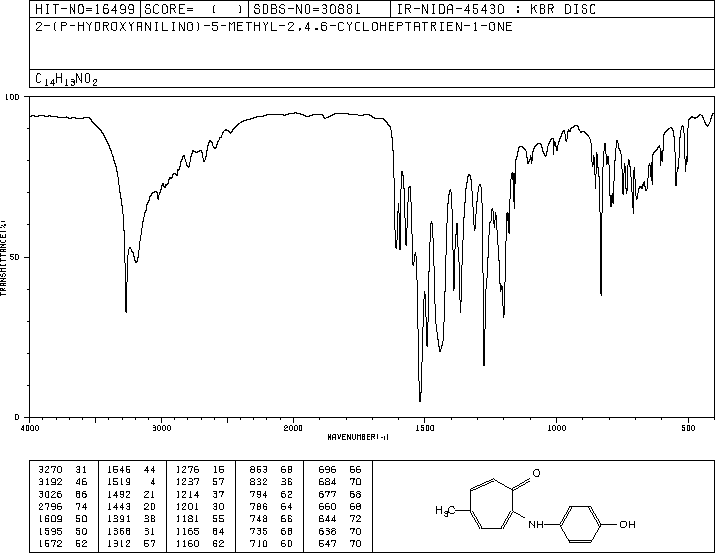 HIT-NO=16499 SCORE= ( ) SDBS-NO=30881 IR-NIDA-45430 : KBR DISC
2-(P-HYDROXYANILINO)-5-METHYL-2,4,6-CYCLOHEPTATRIEN-1-ONE
C14H13NO2
100
50
0
TRANSMITTANCE(%)
4000 3000 2000 1500 1000 500
WAVENUMBER(-1)
3270 31 1546 44 1276 15 863 68 696 66
3192 46 1519 4 1237 57 832 36 684 70
3026 66 1492 21 1214 37 794 62 677 68
2796 74 1443 20 1201 30 786 64 660 68
1609 50 1391 38 1181 55 748 66 644 72
1595 50 1368 31 1165 64 735 68 638 70
1572 52 1312 57 1160 62 710 60 547 70
O
H3C
NH
OH